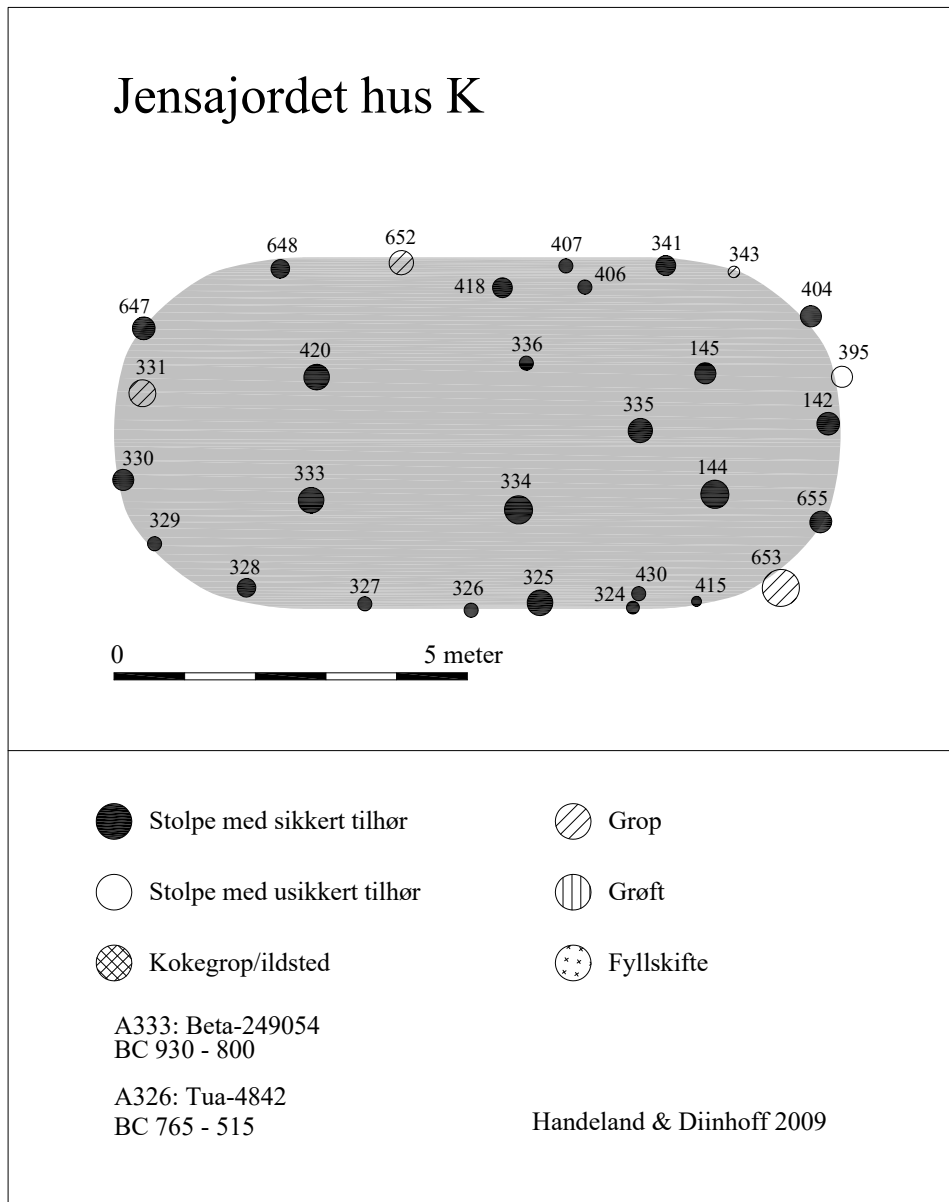 Jensajordet hus K
648
652
407
341
343
418
406
404
647
331
420
336
145
395
335
142
330
333
334
144
655
329
328
327
326
325
324
430
415
653
0
5 meter
Stolpe med sikkert tilhør
Grop
Stolpe med usikkert tilhør
Grøft
Kokegrop/ildsted
Fyllskifte
A333: Beta-249054
BC 930 - 800
A326: Tua-4842
BC 765 - 515
Handeland & Diinhoff 2009